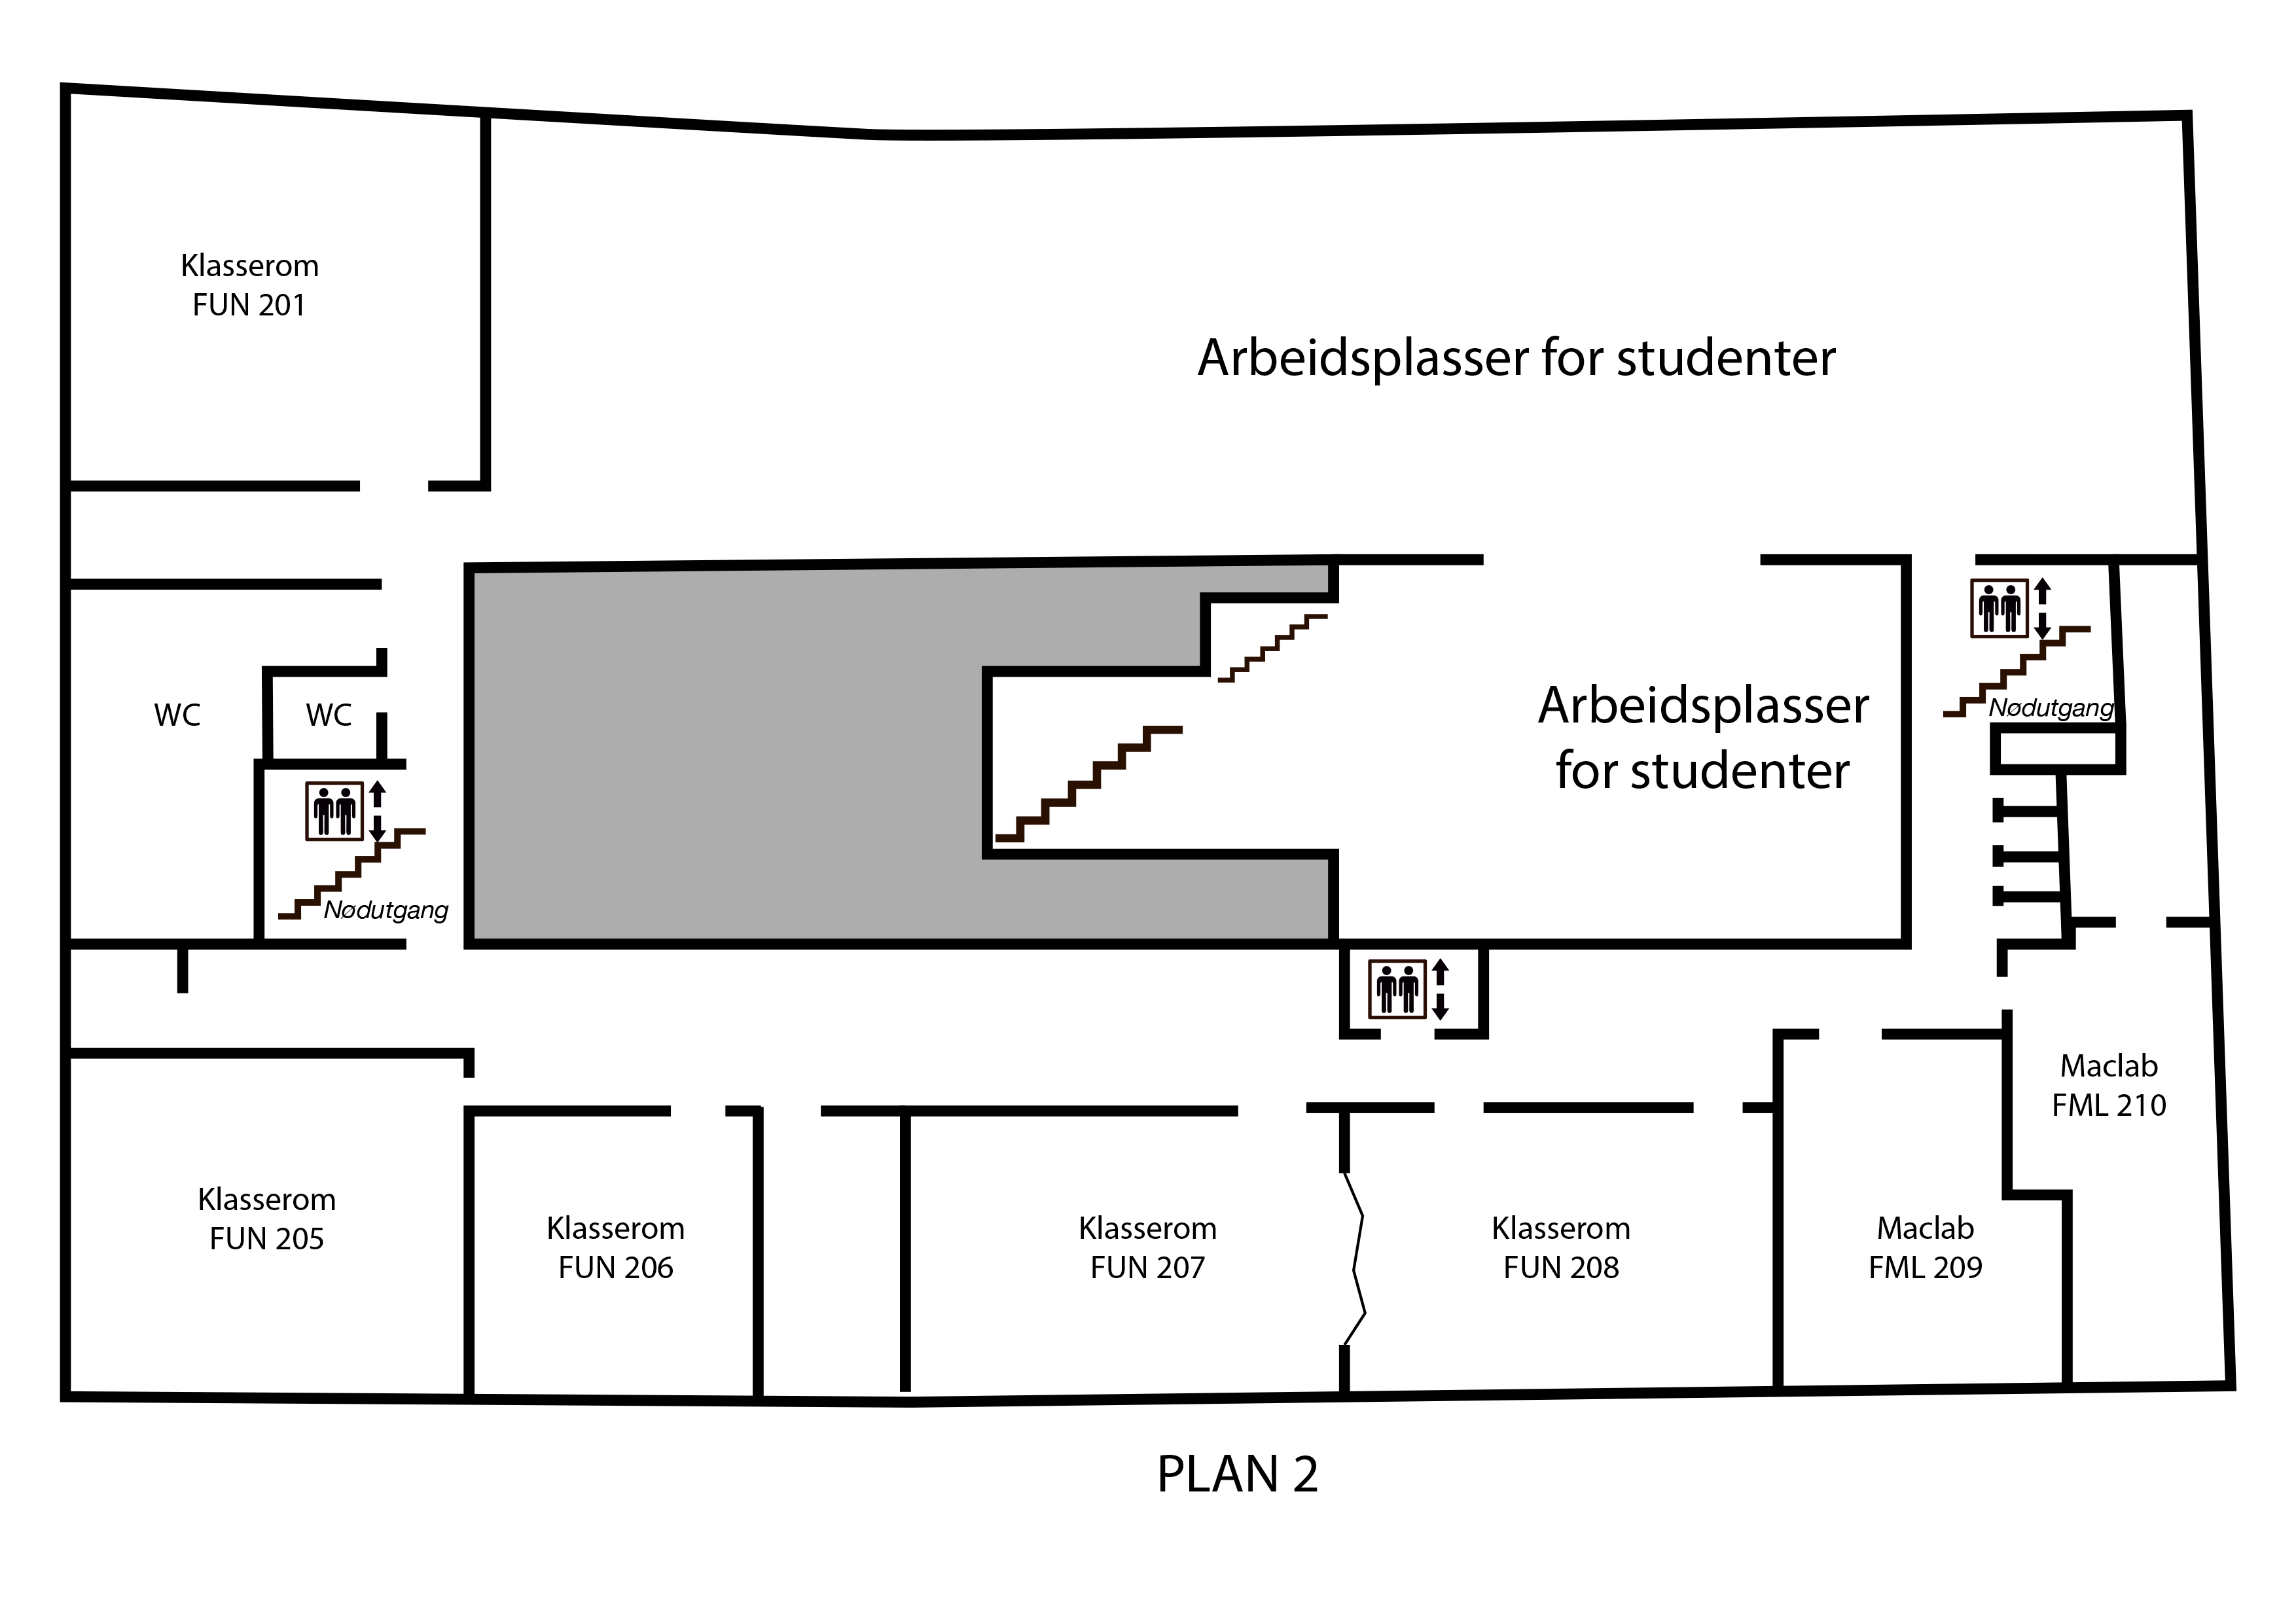 Klasserom
FUN 201
Arbeidsplasser for studenter
WC
WC
Nødutgang
Arbeidsplasser
for studenter
Nødutgang
Klasserom
FUN 205
Klasserom
FUN 206
Klasserom
FUN 207
Klasserom
FUN 208
Maclab
FML 209
Maclab
FML 210
PLAN 2